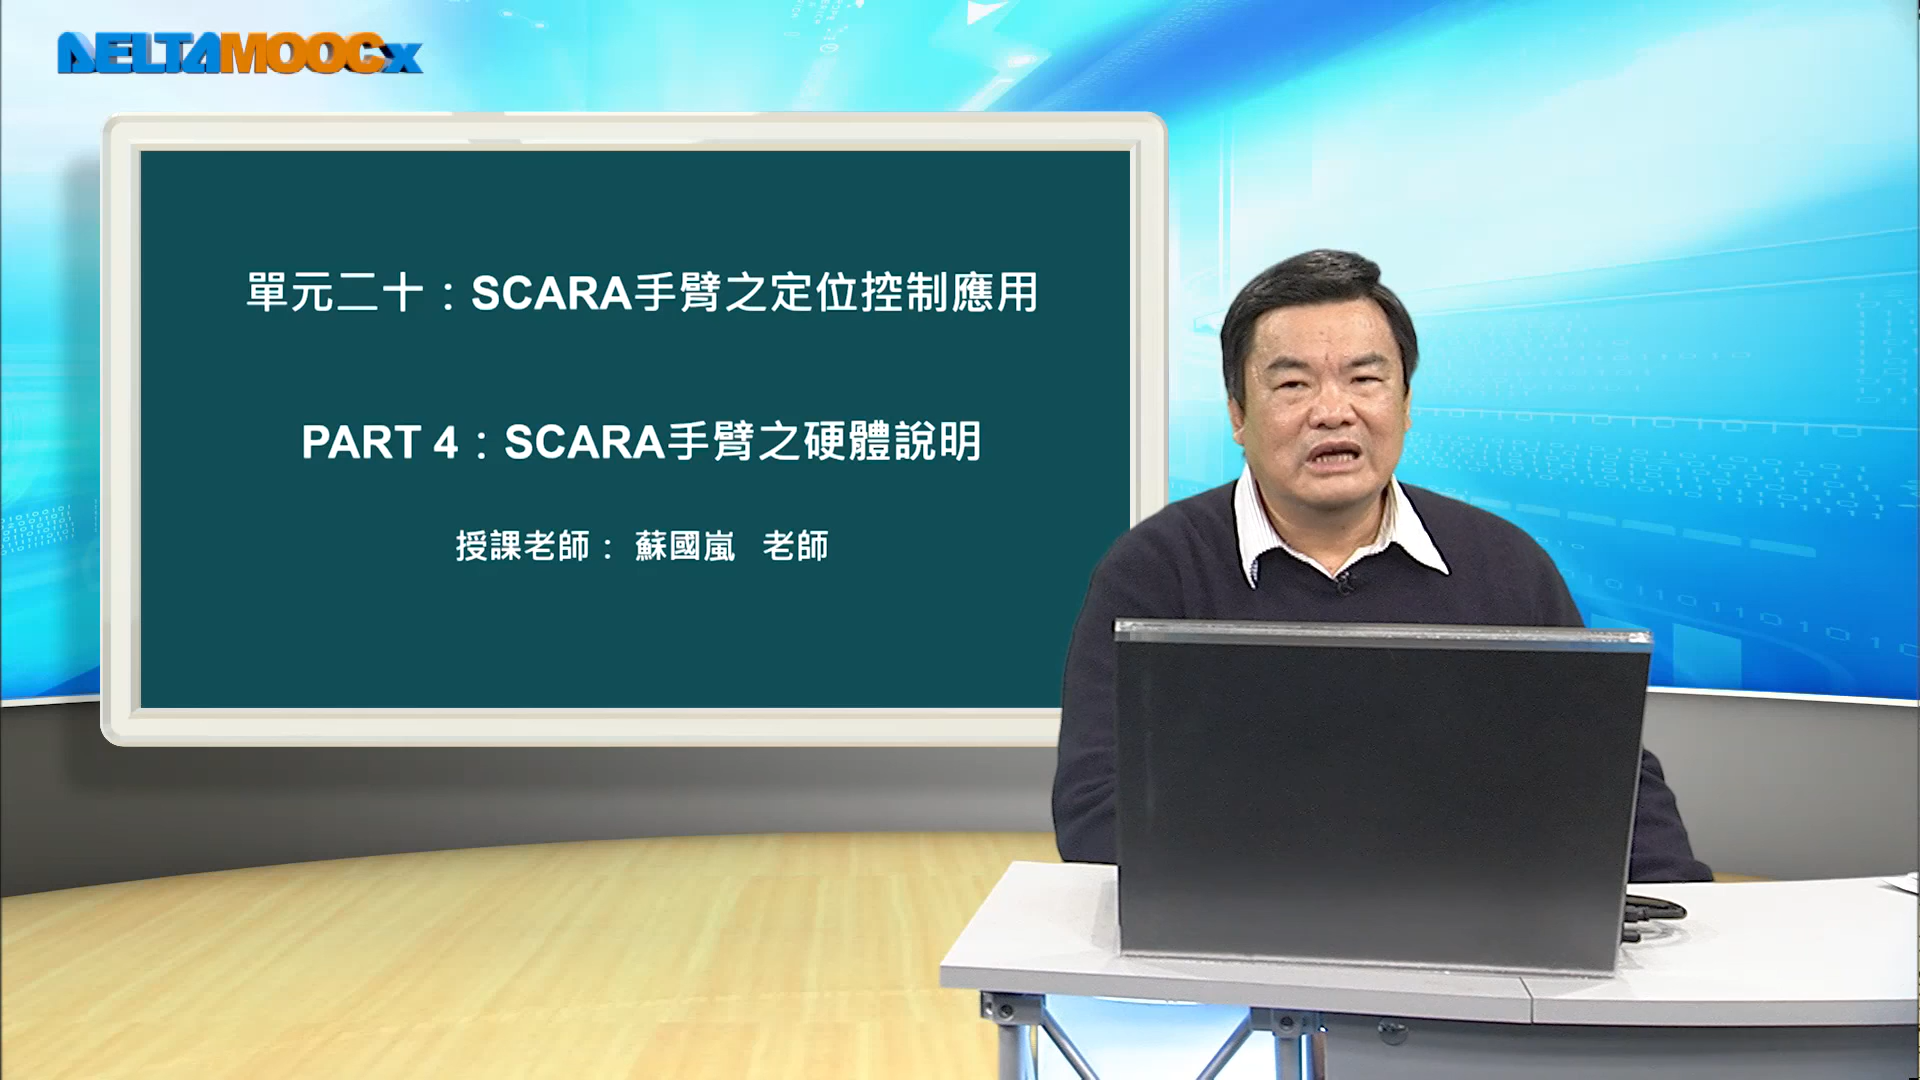 DELTAMOOCx
單元二十：SCARA手臂之定位控制應用
PART 4：SCARA手臂之硬體說明
授課老師： 蘇國嵐 老師